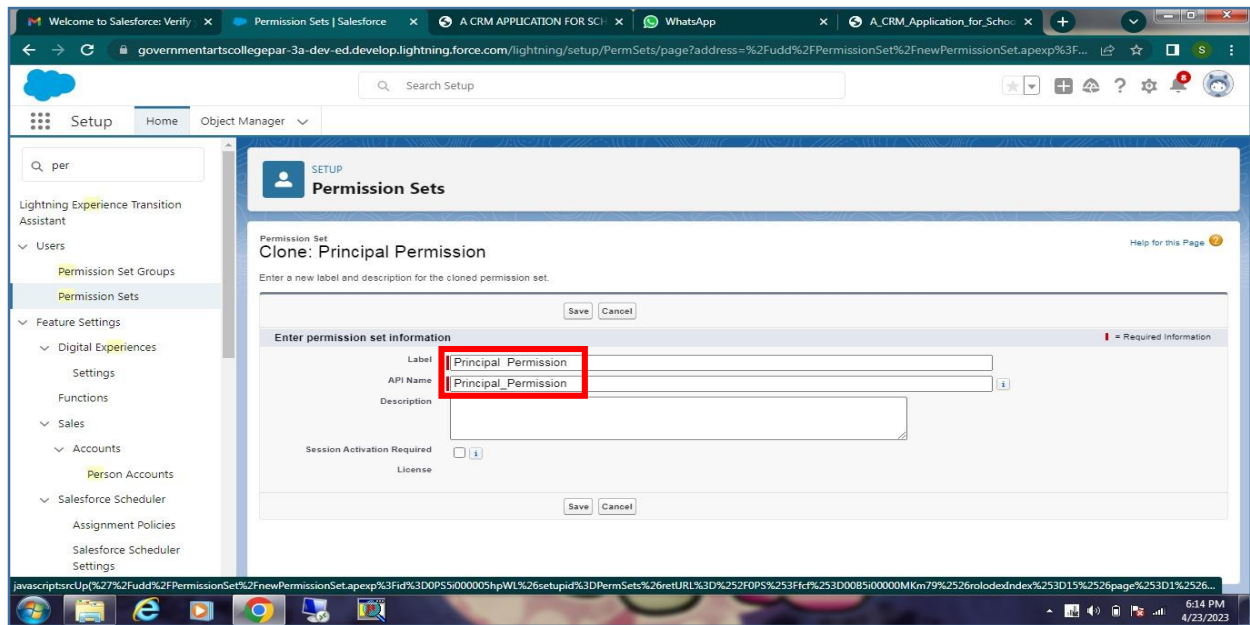 Welcome to Salesforce: Verify
Permission Sets | Salesforce
A CRM APPLICATION FOR SCH
WhatsApp
A_CRM_Application_for_Schoo
governmentartscollegepar-3a-dev-ed.develop.lightning.force.com/lightning/setup/PermSets/page?address=%2Fudd%2FPermissionSet%2FnewPermissionSet.apexp%3F...
S
Search Setup
8
Setup
Home
Object Manager
per
Lightning Experience Transition
Assistant
Users
Permission Set Groups
Permission Sets
Feature Settings
Digital Experiences
Settings
Functions
Sales
Accounts
Person Accounts
Salesforce Scheduler
Assignment Policies
Salesforce Scheduler
Settings
SETUP
Permission Sets
Permission Set
Clone: Principal Permission
Help for this Page
Enter a new label and description for the cloned permission set.
Save Cancel
Enter permission set information
= Required Information
Label Principal Permission
API Name Principal_Permission
Description
Session Activation Required
License
Save Cancel
javascript:srcUp(%27%2Fudd%2FPermissionSet%2FnewPermissionSet.apexp%3Fid%3D0PS5i000005hpWL%26setupid%3DPermSets%26retURL%3D%252F0PS%253Ffcf%253D00B5i00000MKm79%2526rolodexIndex%253D15%2526page%253D1%2526...
6:14 PM
4/23/2023